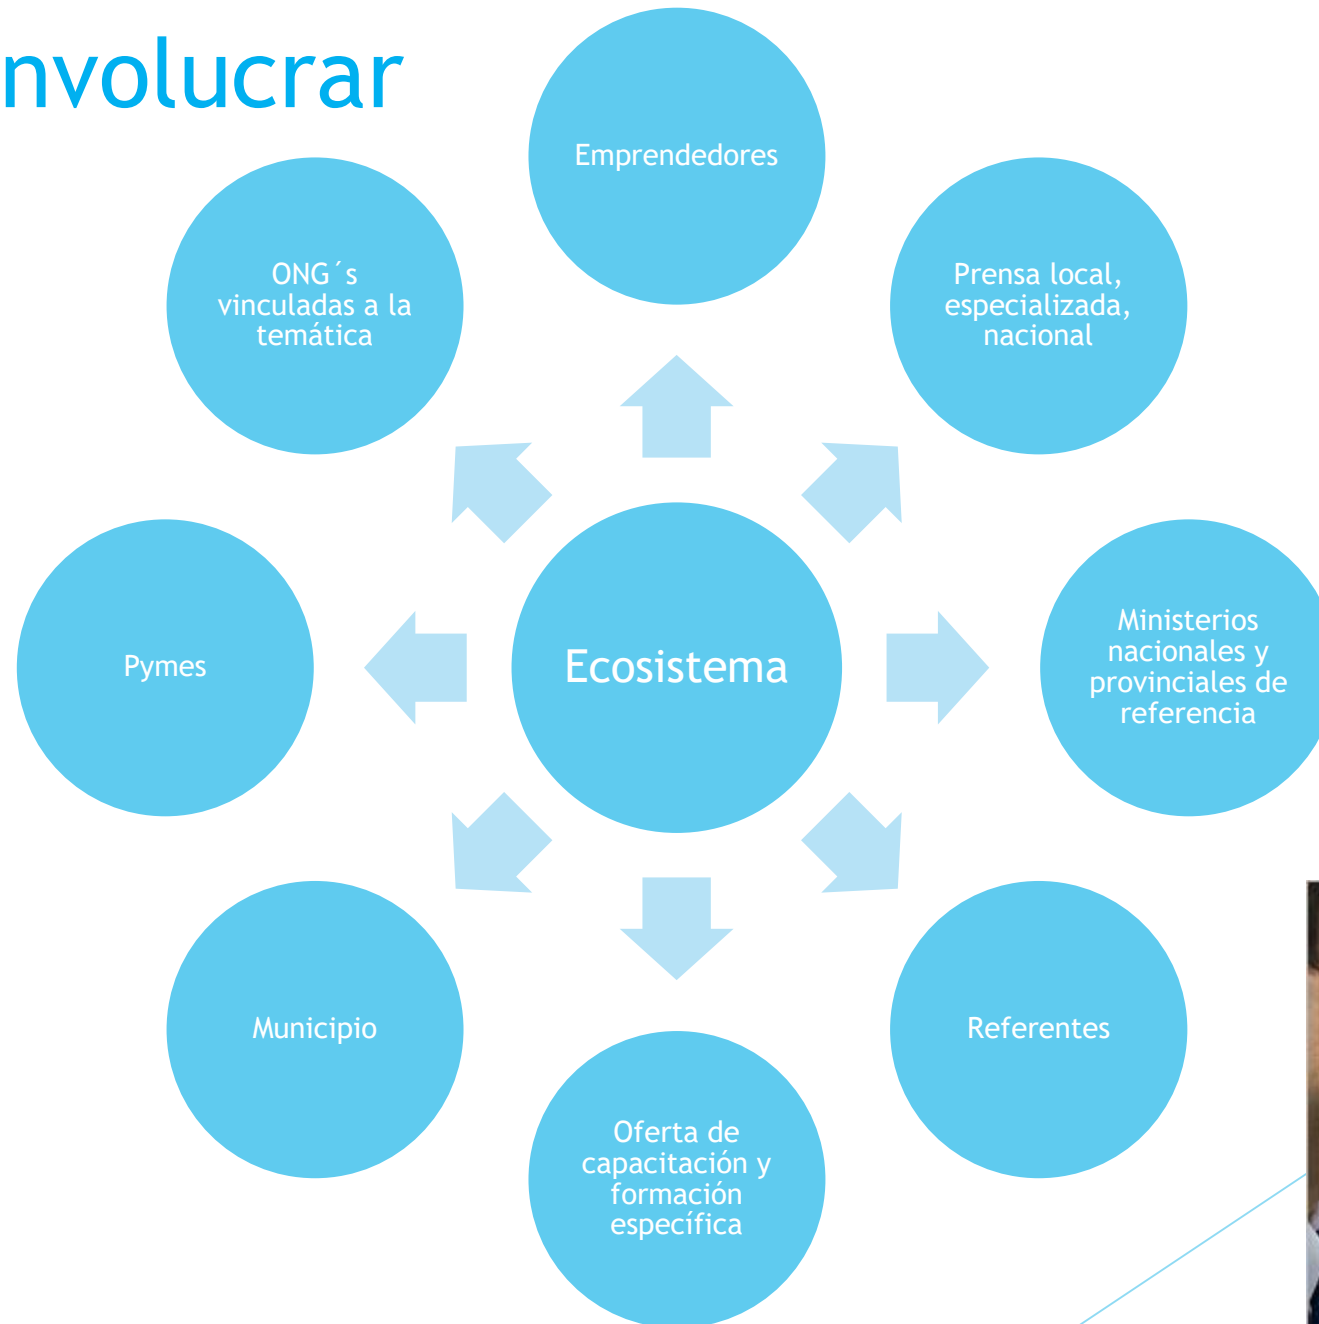 nvolucrar
Emprendedores
ONG´s
vinculadas a la
temática
Prensa local,
especializada,
nacional
Pymes
Ecosistema
Ministerios
nacionales y
provinciales de
referencia
Municipio
Referentes
Oferta de
capacitación y
formación
específica